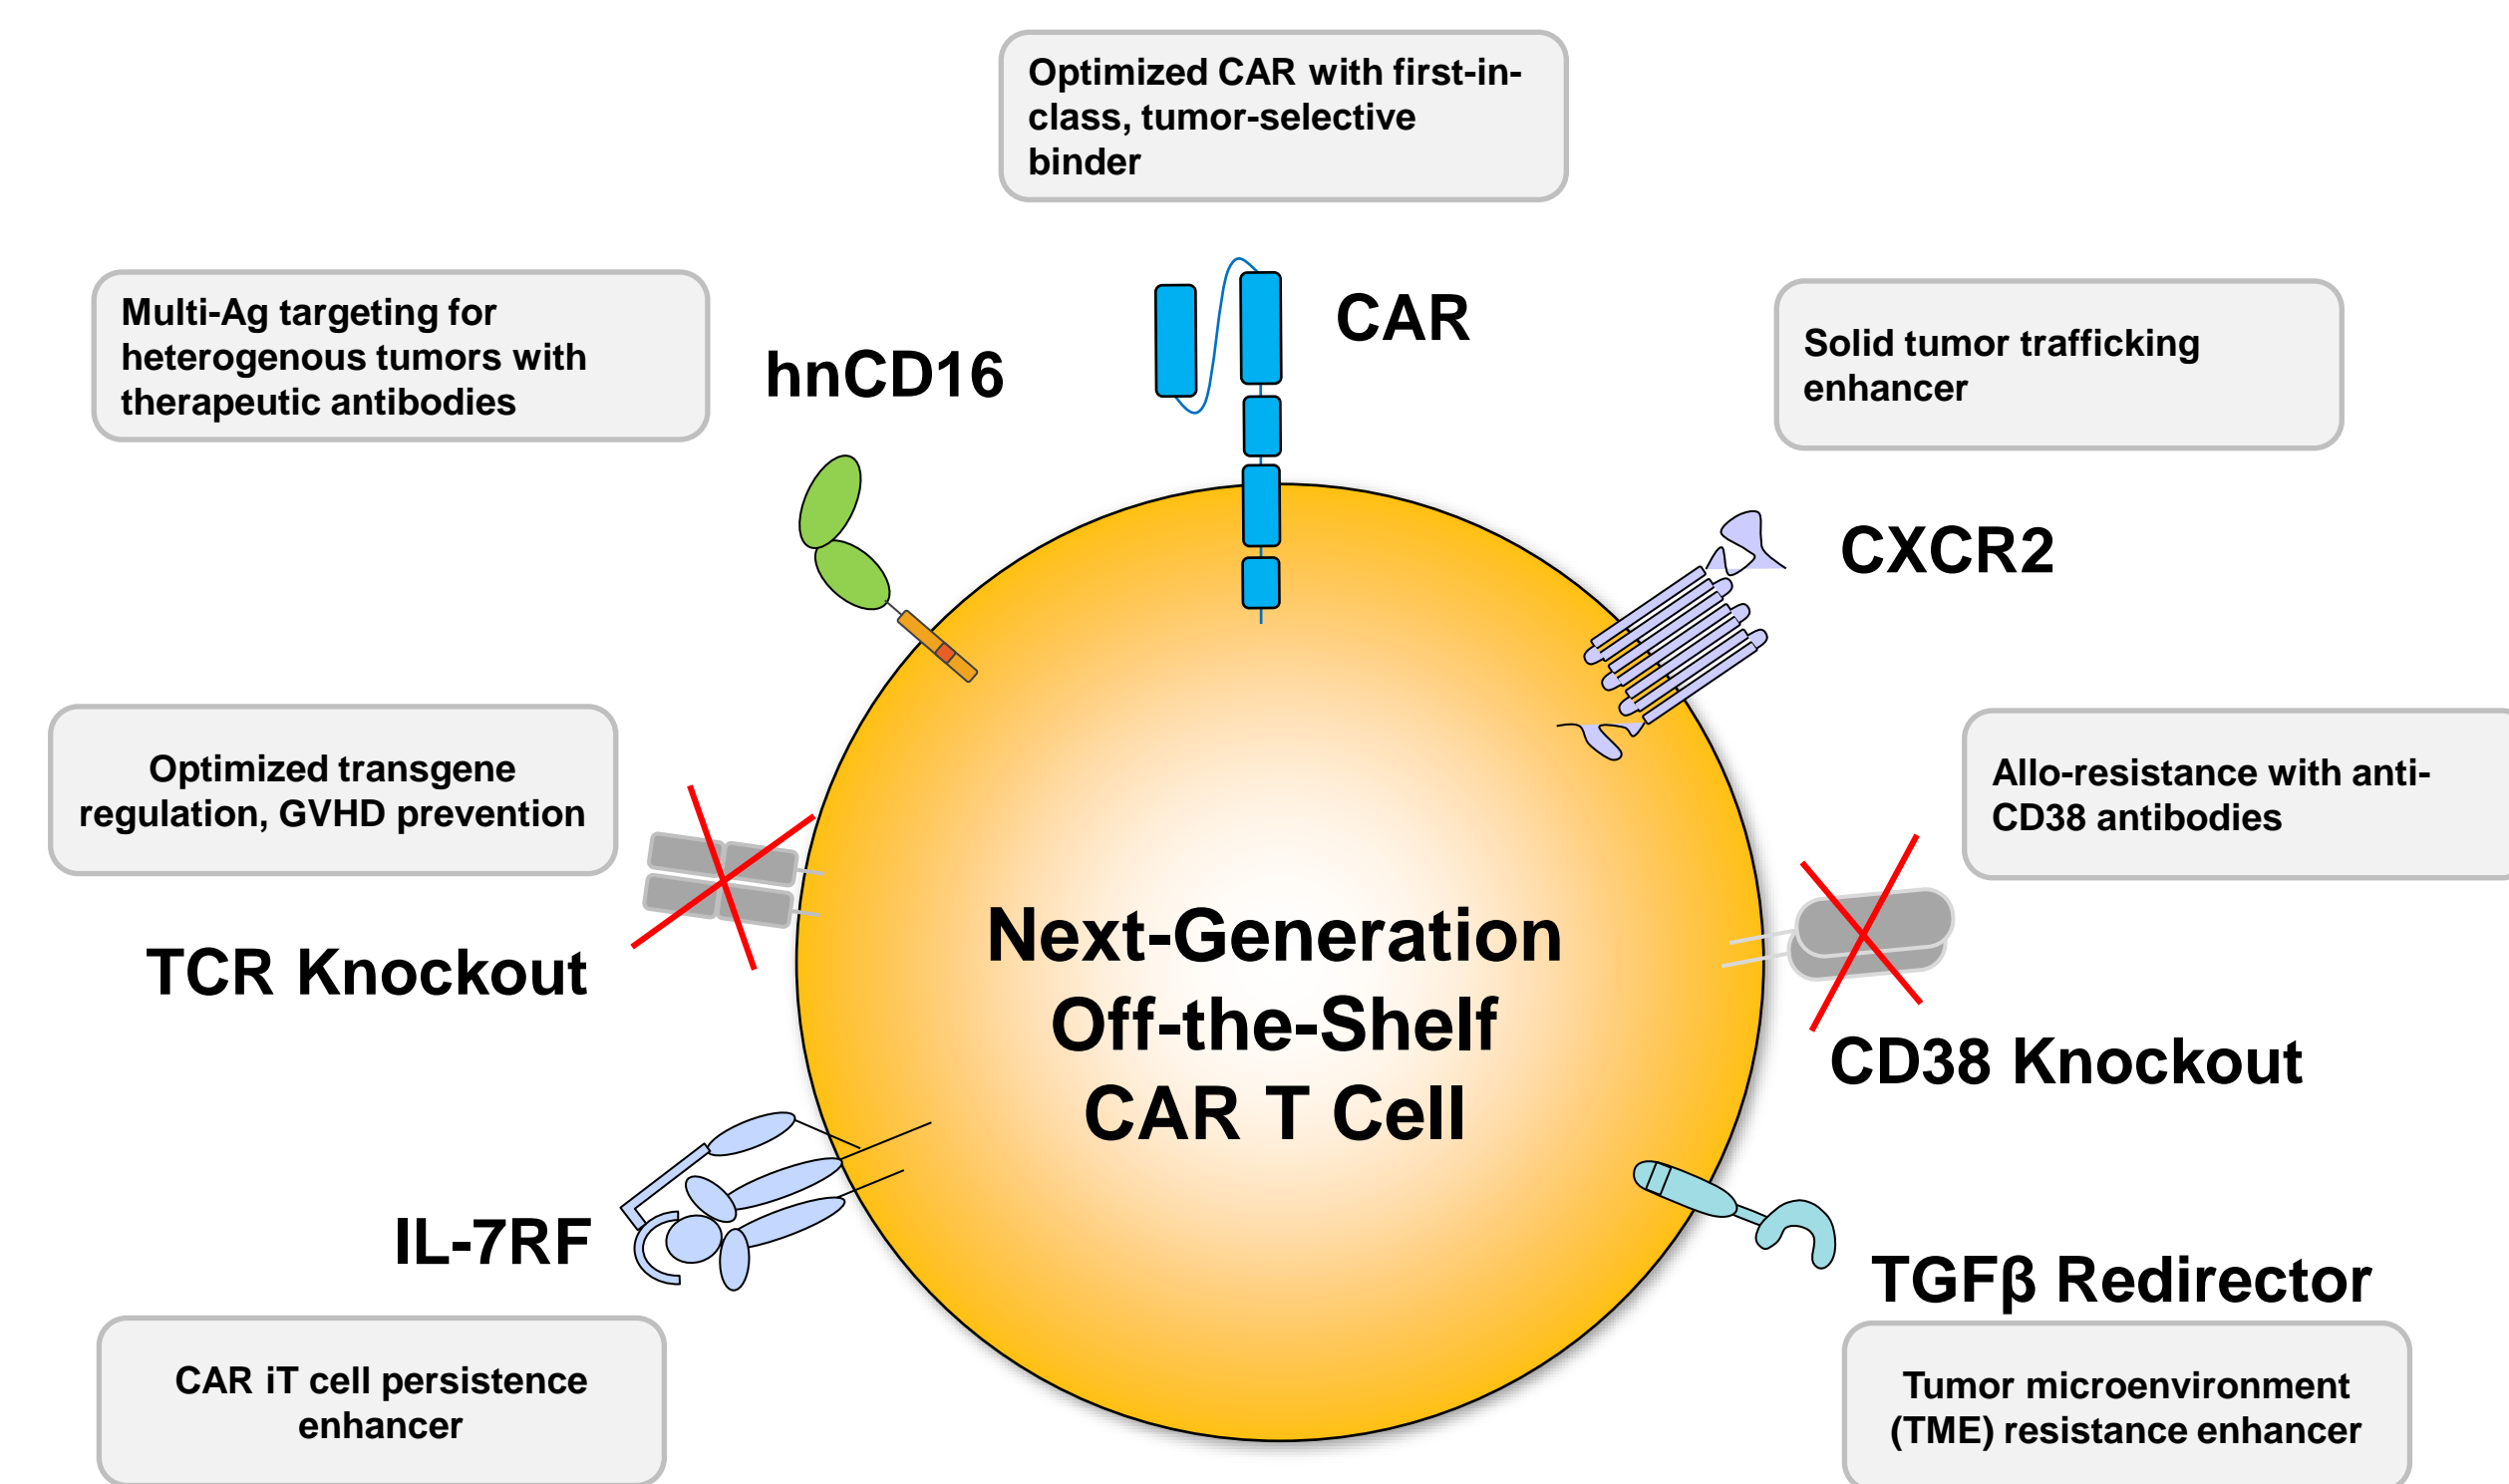 Optimized CAR with first-in-
class, tumor-selective
binder
CAR
Multi-Ag targeting for
heterogenous tumors with
therapeutic antibodies
hnCD16
Solid tumor trafficking
enhancer
CXCR2
Optimized transgene
regulation, GVHD prevention
TCR Knockout
Allo-resistance with anti-
CD38 antibodies
CD38 Knockout
Next-Generation
Off-the-Shelf
CAR T Cell
IL-7RF
CAR iT cell persistence
enhancer
TGFβ Redirector
Tumor microenvironment
(TME) resistance enhancer